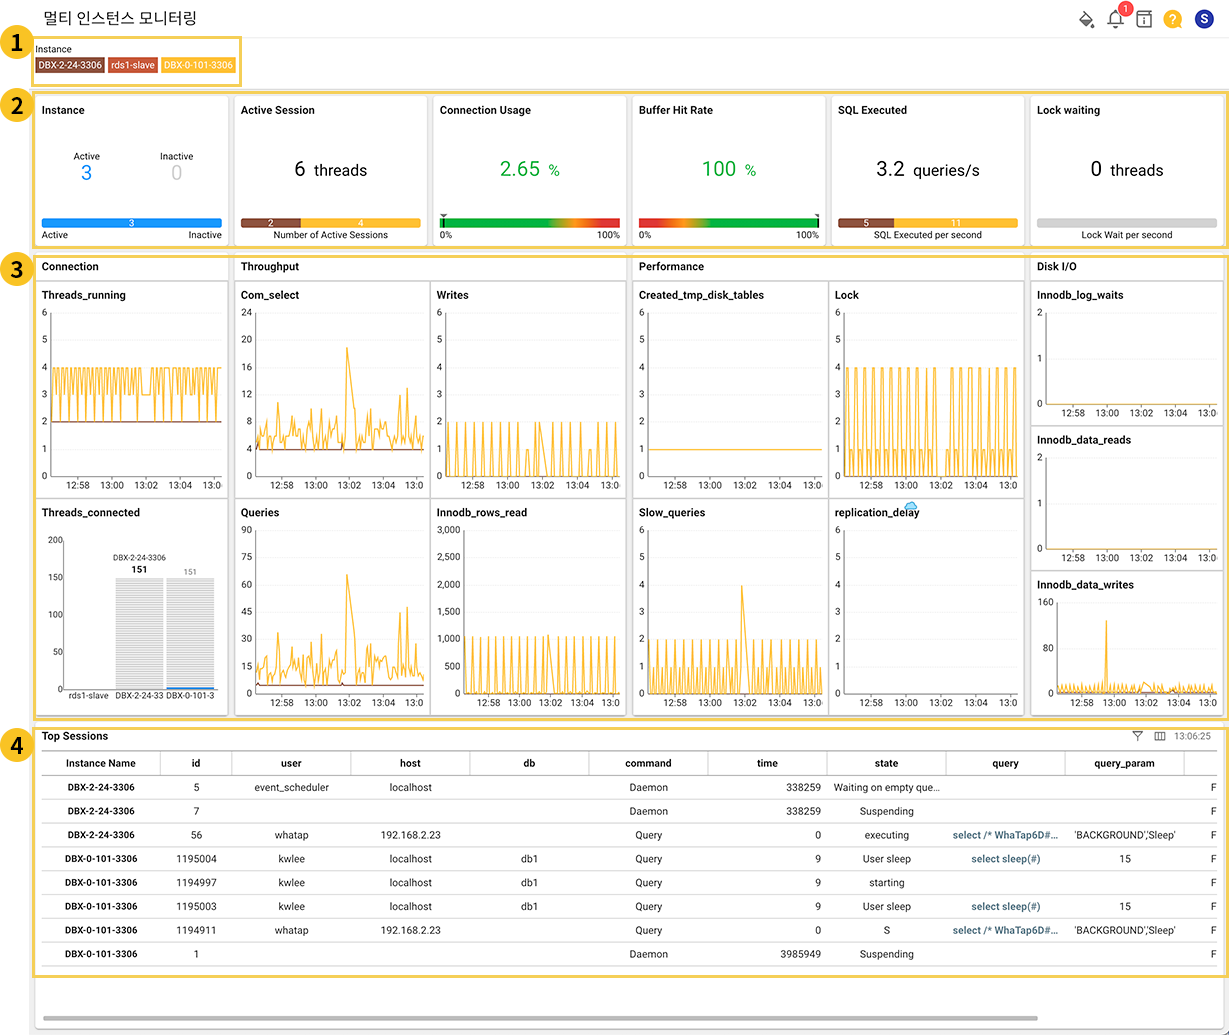 멀티 인스턴스 모니터링
1
?
S
1
Instance
DBX-2-24-3306 rds1-slave DBX-0-101-3306
2
Instance
Active Inactive
3 0
3
Active Inactive
Active Session
6 threads
2 4
Number of Active Sessions
Connection Usage
2.65 %
0% 100%
Buffer Hit Rate
100 %
0% 100%
SQL Executed
3.2 queries/s
5 11
SQL Executed per second
Lock waiting
0 threads
Lock Wait per second
3
Connection
Threads_running
6
5
4
3
2
1
0
12:58 13:00 13:02 13:04 13:0
Threads_connected
200
150
100
50
0
DBX-2-24-3306
151
151
rds1-slave DBX-2-24-33 DBX-0-101-3
Throughput
Com_select
24
20
16
12
8
4
0
12:58 13:00 13:02 13:04 13:0
Writes
6
5
4
3
2
1
0
12:58 13:00 13:02 13:04 13:0
Queries
90
75
60
45
30
15
0
12:58 13:00 13:02 13:04 13:0
Innodb_rows_read
3,000
2,500
2,000
1,500
1,000
500
0
12:58 13:00 13:02 13:04 13:0
Performance
Created_tmp_disk_tables
6
5
4
3
2
1
0
12:58 13:00 13:02 13:04 13:0
Lock
6
5
4
3
2
1
0
12:58 13:00 13:02 13:04 13:0
Slow_queries
6
5
4
3
2
1
0
12:58 13:00 13:02 13:04 13:0
replication_delay
6
5
4
3
2
1
0
12:58 13:00 13:02 13:04 13:0
Disk I/O
Innodb_log_waits
2
1
0
12:58 13:00 13:02 13:04 13:0
Innodb_data_reads
2
1
0
12:58 13:00 13:02 13:04 13:0
Innodb_data_writes
160
80
0
12:58 13:00 13:02 13:04 13:0
4
Top Sessions 13:06:25
Instance Name id user host db command time state query query_param
DBX-2-24-3306 5 event_scheduler localhost Daemon 338259 Waiting on empty que... F
DBX-2-24-3306 7 Daemon 338259 Suspending F
DBX-2-24-3306 56 whatap 192.168.2.23 Query 0 executing select /* WhaTap6D#... 'BACKGROUND','Sleep' F
DBX-0-101-3306 1195004 kwlee localhost db1 Query 9 User sleep select sleep(#) 15 F
DBX-0-101-3306 1194997 kwlee localhost db1 Query 9 starting F
DBX-0-101-3306 1195003 kwlee localhost db1 Query 9 User sleep select sleep(#) 15 F
DBX-0-101-3306 1194911 whatap 192.168.2.23 Query 0 S select /* WhaTap6D#... 'BACKGROUND','Sleep' F
DBX-0-101-3306 1 Daemon 3985949 Suspending F